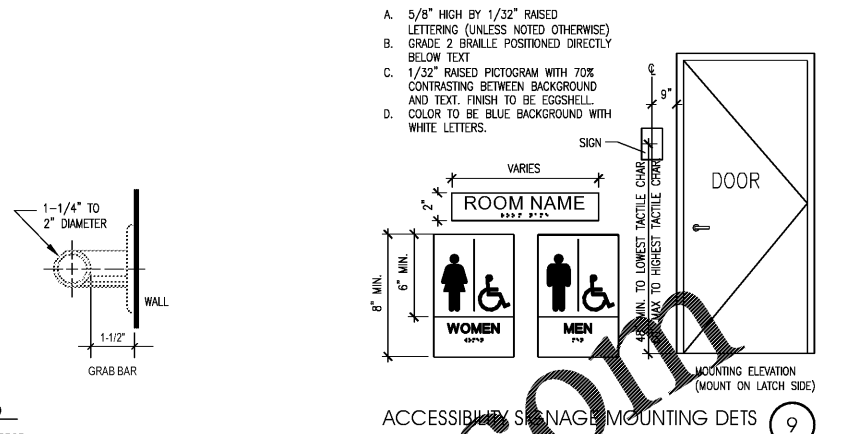 A. 5/8" HIGH BY 1/32" RAISED
LETTERING (UNLESS NOTED OTHERWISE)
B. GRADE 2 BRAILLE POSITIONED DIRECTLY
BELOW TEXT
C. 1/32" RAISED PICTOGRAM WITH 70%
CONTRASTING BETWEEN BACKGROUND
AND TEXT. FINISH TO BE EGGSHELL.
D. COLOR TO BE BLUE BACKGROUND WITH
WHITE LETTERS.
9"
SIGN
VARIES
2"
ROOM NAME
8" MIN.
6" MIN.
WOMEN
MEN
48" MIN. TO LOWEST TACTILE CHAR
MAX TO HIGHEST TACTILE CHAR
DOOR
MOUNTING ELEVATION
(MOUNT ON LATCH SIDE)
1-1/4" TO
2" DIAMETER
WALL
1-1/2"
GRAB BAR
ACCESSIBILITY SIGNAGE MOUNTING DETS
9
com